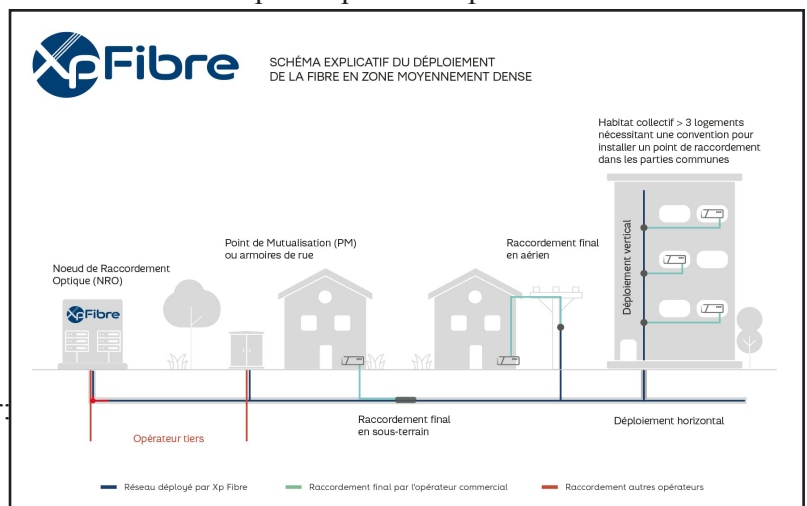 XpFibre
SCHÉMA EXPLICATIF DU DÉPLOIEMENT
DE LA FIBRE EN ZONE MOYENNEMENT DENSE
Habitat collectif > 3 logements
nécessitant une convention pour
installer un point de raccordement
dans les parties communes
Point de Mutualisation (PM)
ou armoires de rue
Raccordement final
en aérien
Noeud de Raccordement
Optique (NRO)
XpFibre
Déploiement vertical
Raccordement final
en sous-terrain
Déploiement horizontal
Opérateur tiers
Réseau déployé par Xp Fibre
Raccordement final par l'opérateur commercial
Raccordement autres opérateurs